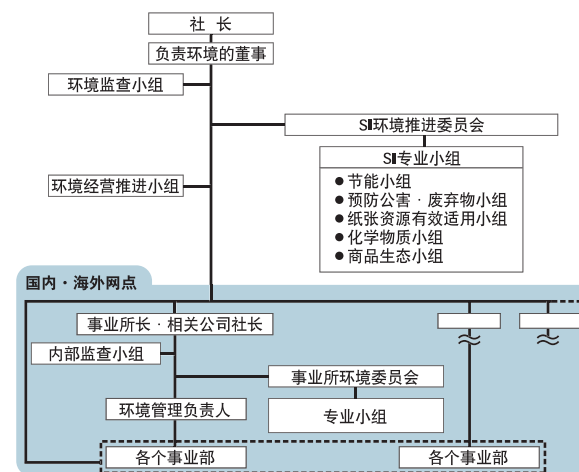 社 长
负责环境的董事
环境监查小组
SI环境推进委员会
SI专业小组
环境经营推进小组
●节能小组
●预防公害·废弃物小组
●纸张资源有效适用小组
●化学物质小组
●商品生态小组
国内·海外网点
事业所长·相关公司社长
内部监查小组
事业所环境委员会
环境管理负责人
专业小组
各个事业部
各个事业部